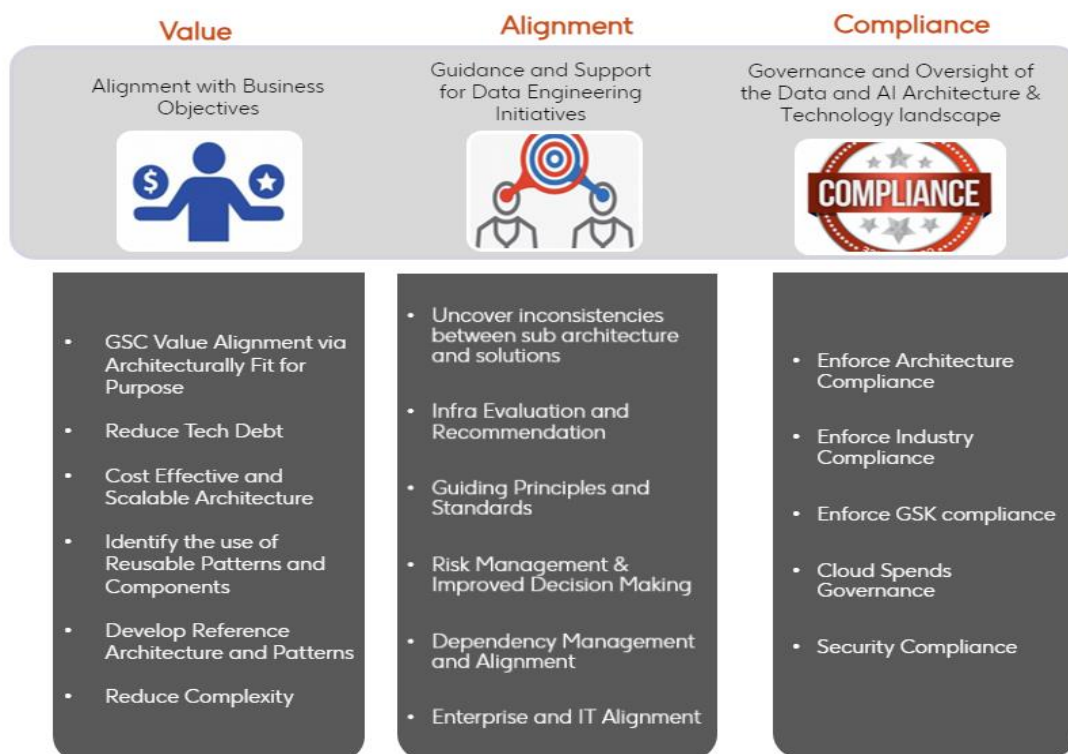 Value
Alignment with Business
Objectives
$
• GSC Value Alignment via
Architecturally Fit for
Purpose
• Reduce Tech Debt
• Cost Effective and
Scalable Architecture
• Identify the use of
Reusable Patterns and
Components
• Develop Reference
Architecture and Patterns
• Reduce Complexity
Alignment
Guidance and Support
for Data Engineering
Initiatives
• Uncover inconsistencies
between sub architecture
and solutions
• Infra Evaluation and
Recommendation
• Guiding Principles and
Standards
• Risk Management &
Improved Decision Making
• Dependency Management
and Alignment
• Enterprise and IT Alignment
Compliance
Governance and Oversight of
the Data and AI Architecture &
Technology landscape
COMPLIANCE
• Enforce Architecture
Compliance
• Enforce Industry
Compliance
• Enforce GSK compliance
• Cloud Spends
Governance
• Security Compliance